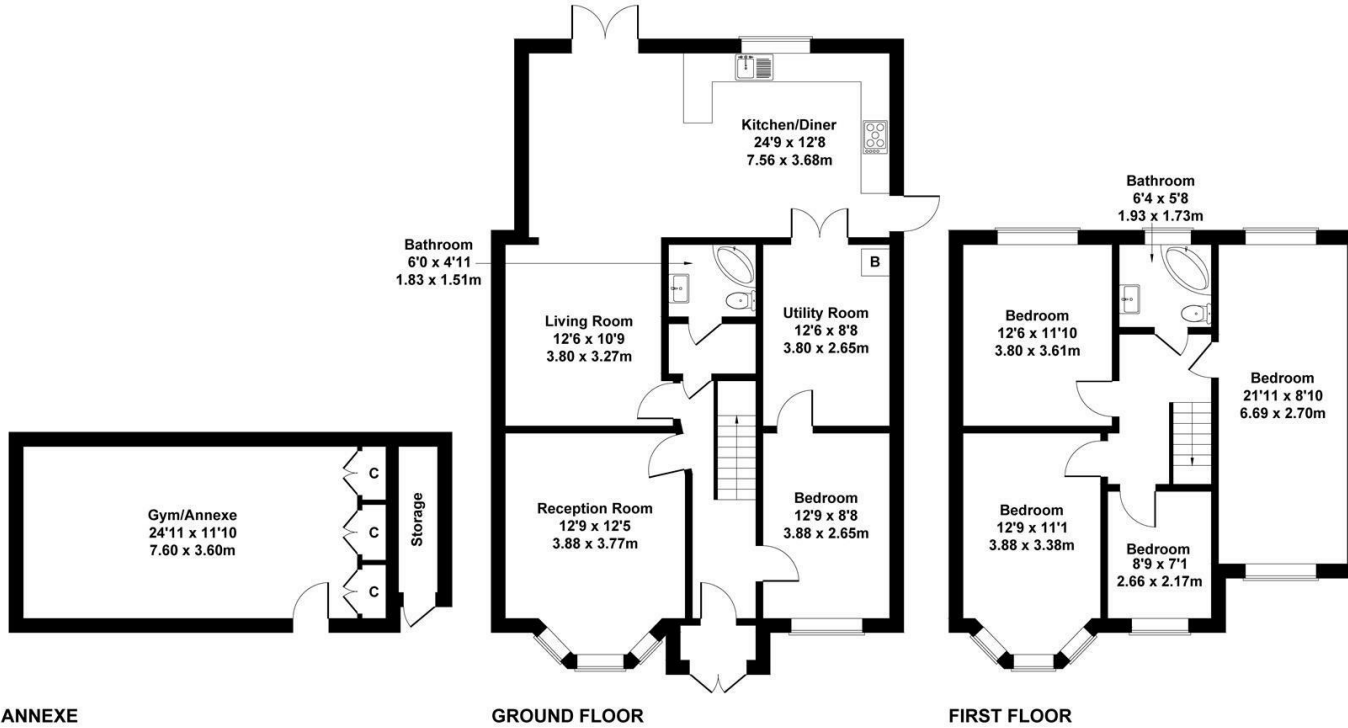 Kitchen/Diner
24'9 x 12'8
7.56 x 3.68m
Bathroom
6'0 x 4'11
1.83 x 1.51m
B
Living Room
12'6 x 10'9
3.80 x 3.27m
Utility Room
12'6 x 8'8
3.80 x 2.65m
Reception Room
12'9 x 12'5
3.88 x 3.77m
Bedroom
12'9 x 8'8
3.88 x 2.65m
Bathroom
6'4 x 5'8
1.93 x 1.73m
Bedroom
12'6 x 11'10
3.80 x 3.61m
Bedroom
21'11 x 8'10
6.69 x 2.70m
Bedroom
12'9 x 11'1
3.88 x 3.38m
Bedroom
8'9 x 7'1
2.66 x 2.17m
Gym/Annexe
24'11 x 11'10
7.60 x 3.60m
C
C
C
Storage
ANNEXE
GROUND FLOOR
FIRST FLOOR